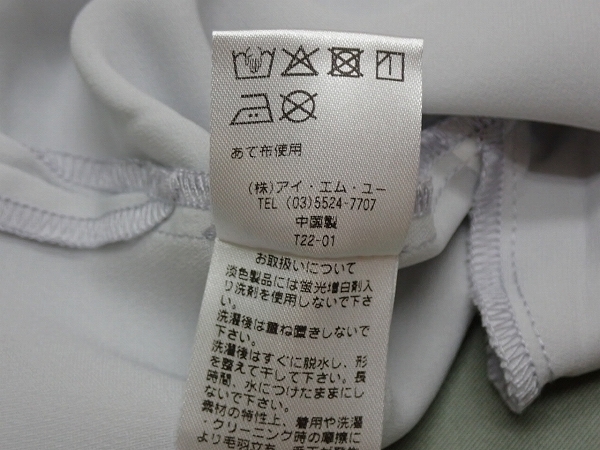 あて布使用
(株)アイ・エム・ユー
TEL (03)5524-7707
中国製
T22-01
お取扱いについて
淡色製品には蛍光増白剤入
り洗剤を使用しないで下さ
い。
洗濯後は重ね置きしないで
下さい。
洗濯後はすぐに脱水し、形
を整えて干して下さい。長
時間、水につけたままにし
ないで下さい。
素材の特性上、着用や洗濯
・クリーニング時の摩擦に
より毛羽立ち、